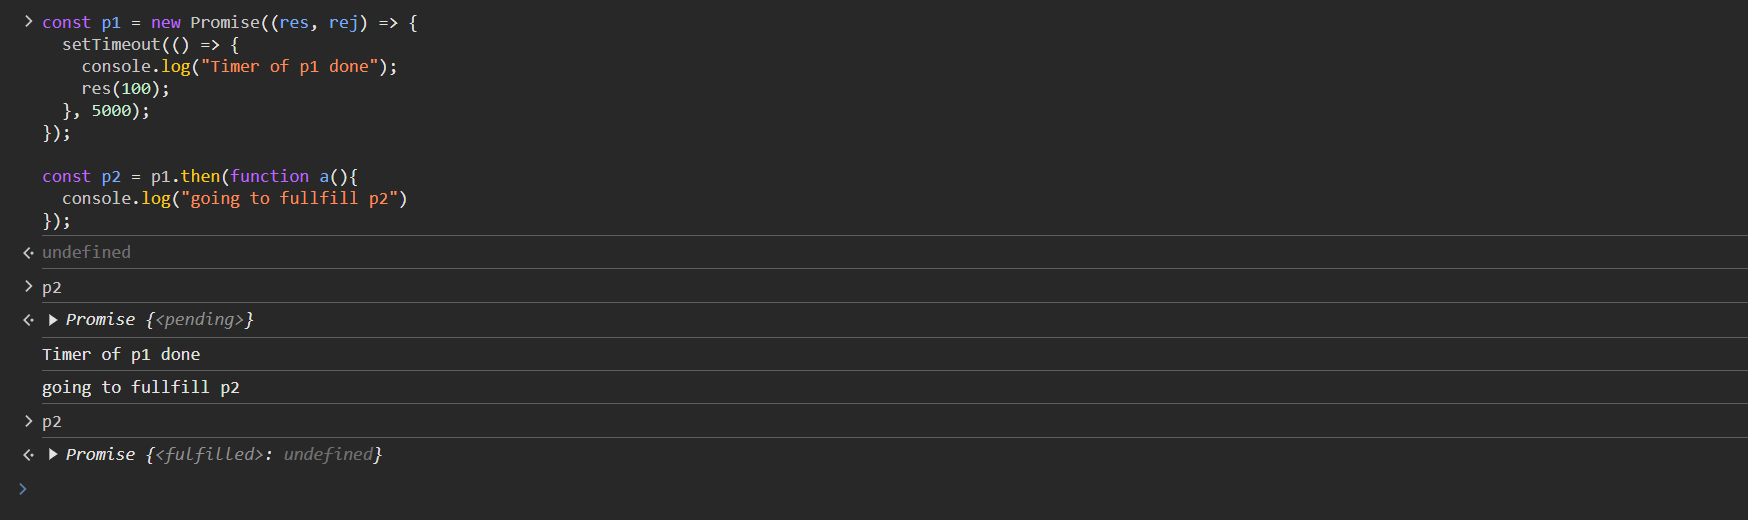 > const p1 = new Promise((res, rej) => {
    setTimeout(() => {
      console.log("Timer of p1 done");
      res(100);
    }, 5000);
  });

  const p2 = p1.then(function a(){
    console.log("going to fullfill p2")
  });
undefined
> p2
▶ Promise {<pending>}
Timer of p1 done
going to fullfill p2
> p2
▶ Promise {<fulfilled>: undefined}
>